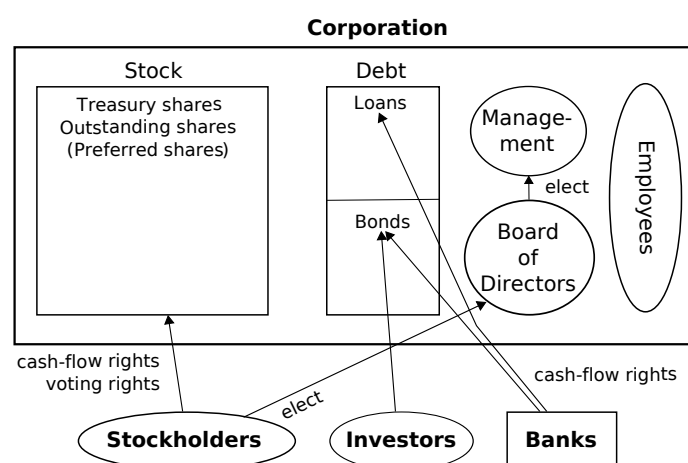 Corporation
Stock
Treasury shares
Outstanding shares
(Preferred shares)
Debt
Loans
Bonds
Manage-
ment
elect
Board
of
Directors
Employees
cash-flow rights
voting rights
elect
cash-flow rights
Stockholders
Investors
Banks